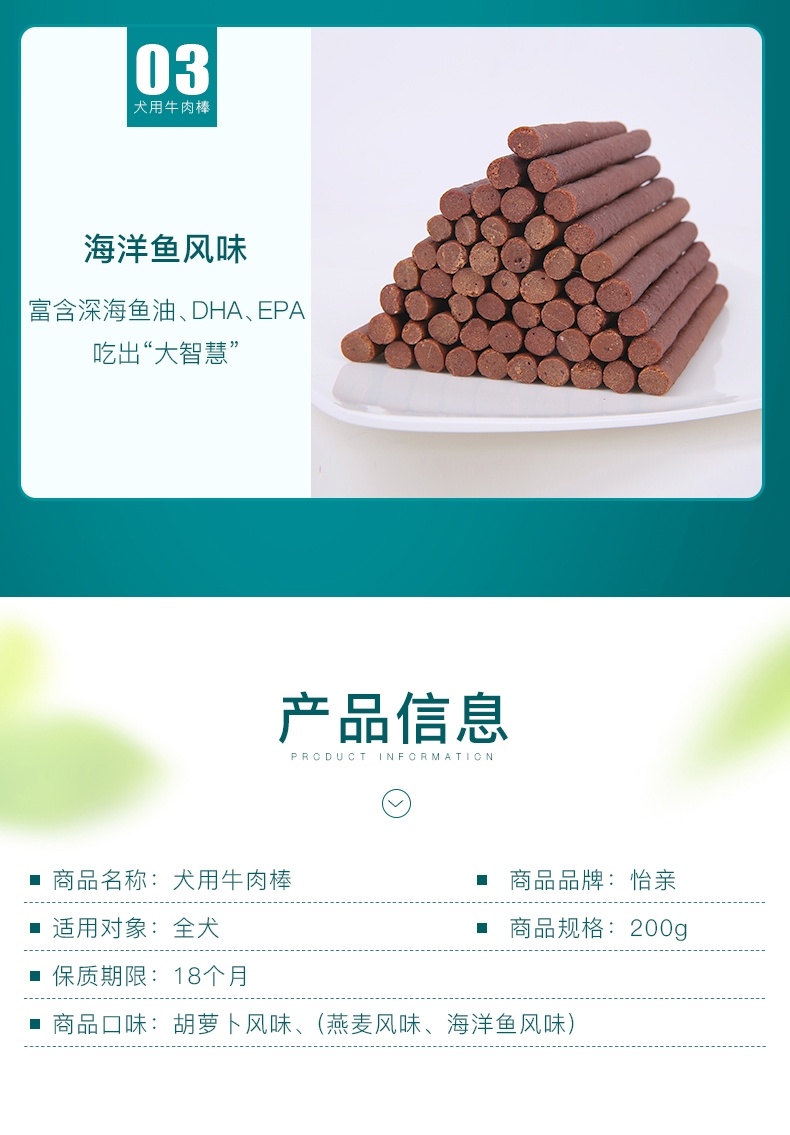 03
犬用牛肉棒
海洋鱼风味
富含深海鱼油、DHA、EPA
吃出“大智慧”
产品信息
PRODUCT INFORMATION
商品名称：犬用牛肉棒
商品品牌：怡亲
适用对象：全犬
商品规格：200g
保质期限：18个月
商品口味：胡萝卜风味、(燕麦风味、海洋鱼风味)